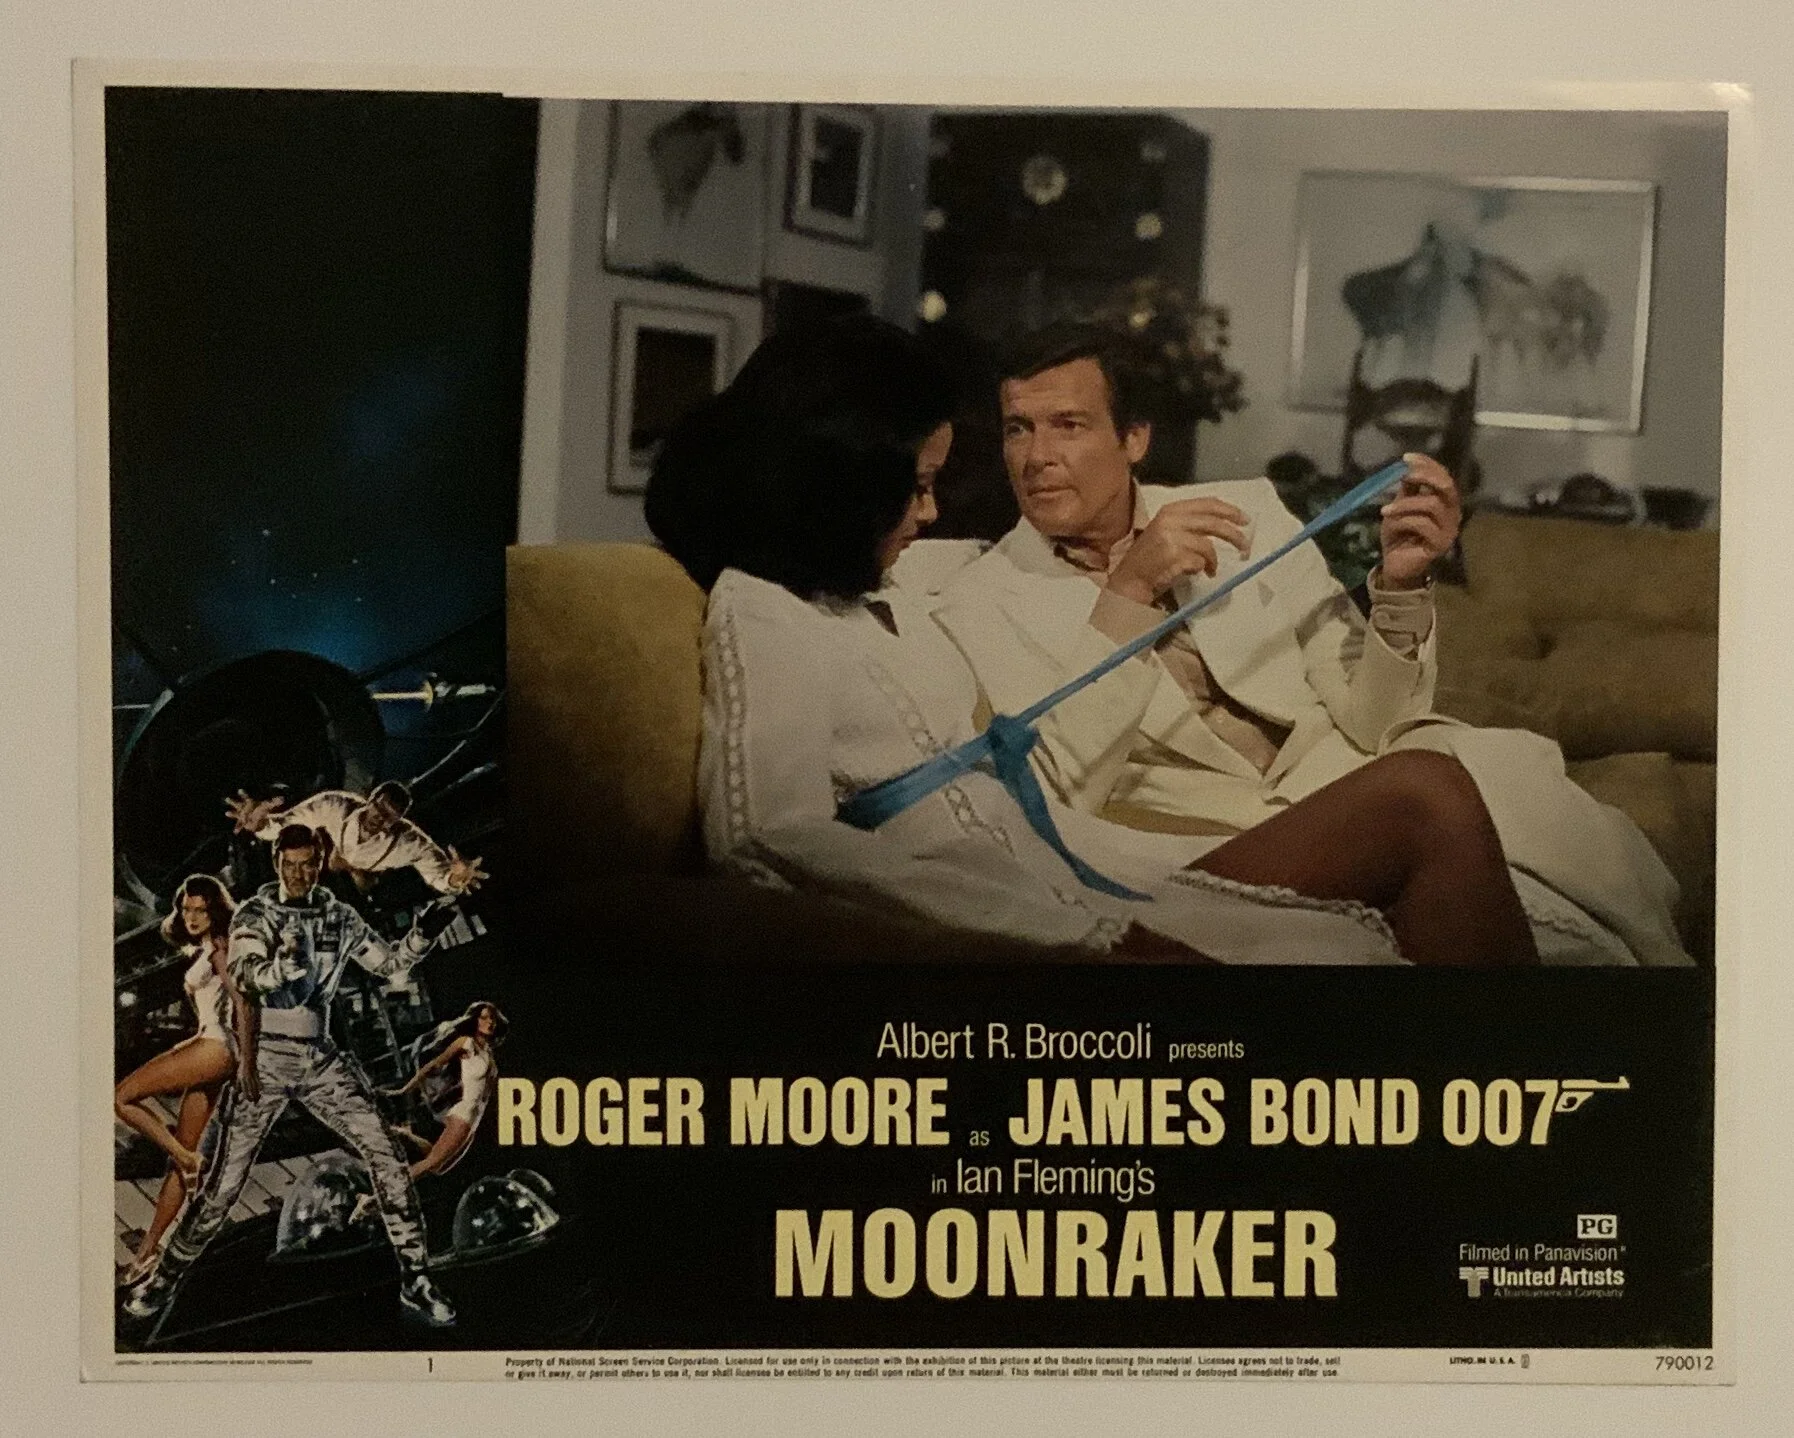 Albert R. Broccoli presents
ROGER MOORE as JAMES BOND 007
in Ian Fleming's
MOONRAKER
PG
Filmed in Panavision®
United Artists
A Transamerica Company
1
Property of National Screen Service Corporation. Licensed for use only in connection with the exhibition of this picture at the theatre licensing this material. Licensee agrees not to trade, sell
or give it away, or permit others to use it, nor shall licensee be entitled to any credit upon return of this material. This material either must be returned or destroyed immediately after use.
LITHO. IN U.S.A.
790012